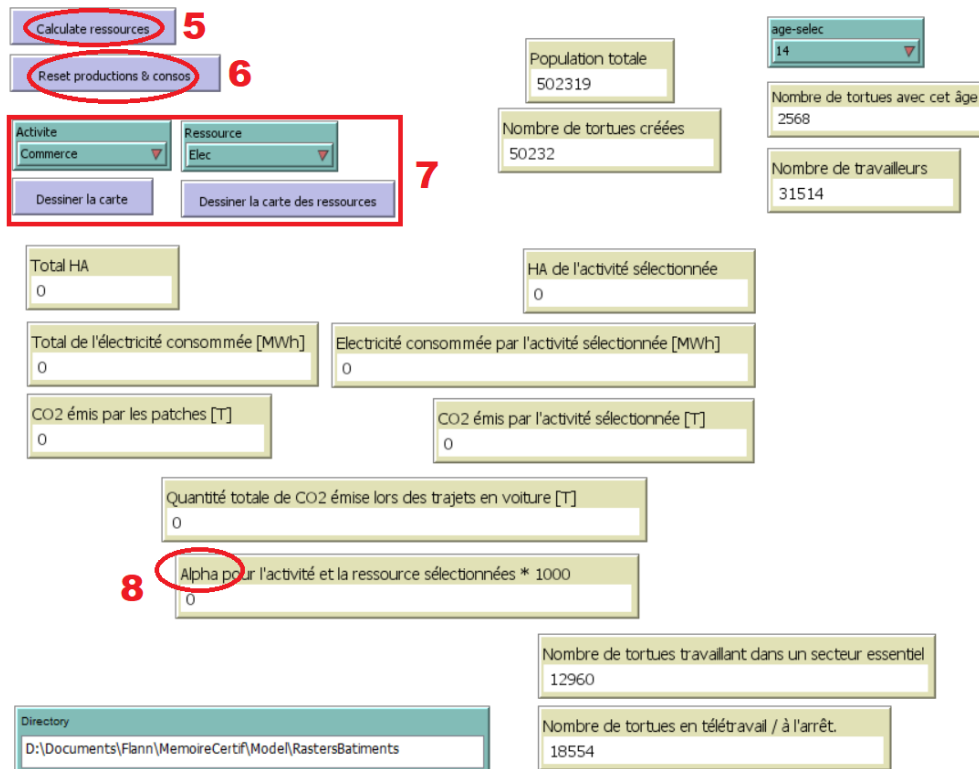 Calculate ressources
5
Reset productions & consos
6
Activite
Commerce
Ressource
Elec
Dessiner la carte
Dessiner la carte des ressources
7
Population totale
502319
Nombre de tortues créées
50232
age-selec
14
Nombre de tortues avec cet âge
2568
Nombre de travailleurs
31514
Total HA
0
HA de l'activité sélectionnée
0
Total de l'électricité consommée [MWh]
0
Electricité consommée par l'activité sélectionnée [MWh]
0
CO2 émis par les patches [T]
0
CO2 émis par l'activité sélectionnée [T]
0
Quantité totale de CO2 émise lors des trajets en voiture [T]
0
8
Alpha pour l'activité et la ressource sélectionnées * 1000
0
Nombre de tortues travaillant dans un secteur essentiel
12960
Directory
D:\Documents\Flann\MemoireCertif\Model\RastersBatiments
Nombre de tortues en télétravail / à l'arrêt.
18554